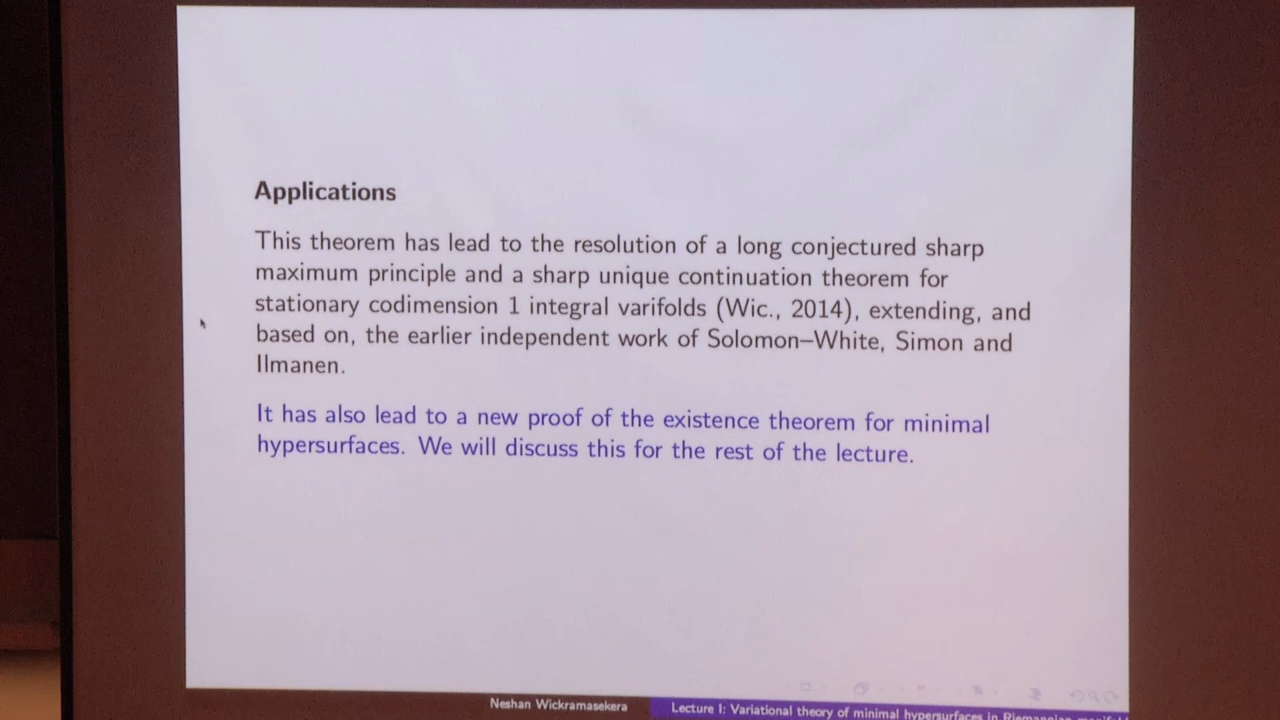 Applications
This theorem has lead to the resolution of a long conjectured sharp
maximum principle and a sharp unique continuation theorem for
stationary codimension 1 integral varifolds (Wic., 2014), extending, and
based on, the earlier independent work of Solomon–White, Simon and
Ilmanen.
It has also lead to a new proof of the existence theorem for minimal
hypersurfaces. We will discuss this for the rest of the lecture.
Neshan Wickramasekera
Lecture I: Variational theory of minimal hypersurfaces in